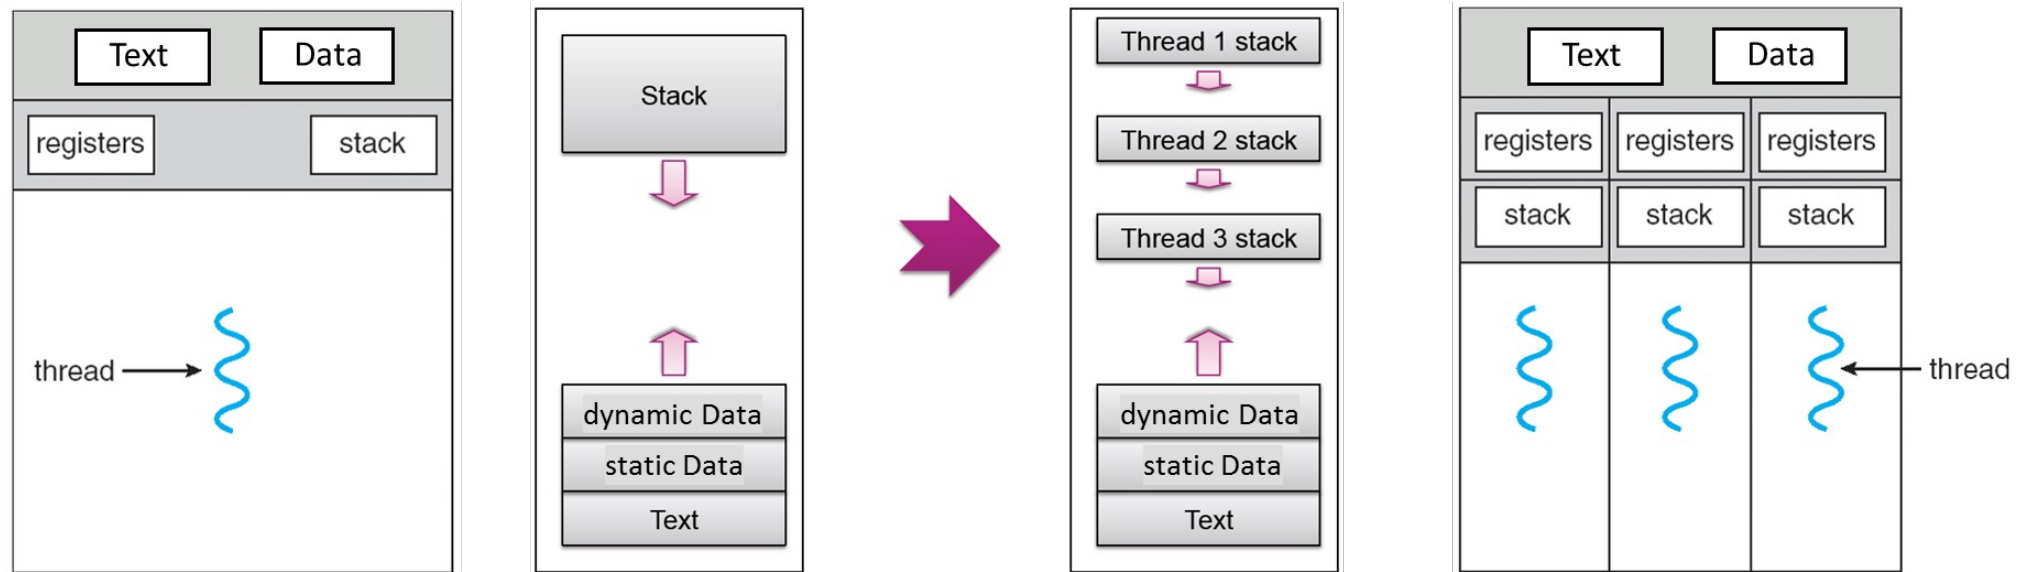 Text
Data
registers
stack
thread
Stack
dynamic Data
static Data
Text
Thread 1 stack
Thread 2 stack
Thread 3 stack
dynamic Data
static Data
Text
Text
Data
registers
registers
registers
stack
stack
stack
thread